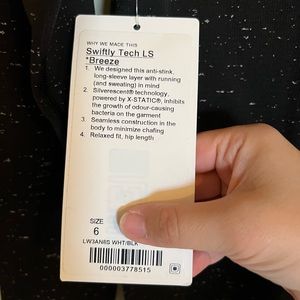 WHY WE MADE THIS
Swiftly Tech LS
*Breeze
1. We designed this anti-stink,
long-sleeve layer with running
(and sweating) in mind
2. Silverescent® technology,
powered by X-STATIC®, inhibits
the growth of odour-causing
bacteria on the garment
3. Seamless construction in the
body to minimize chafing
4. Relaxed fit, hip length
SIZE
6
LW3AN8S WHT/BLK
000003778515